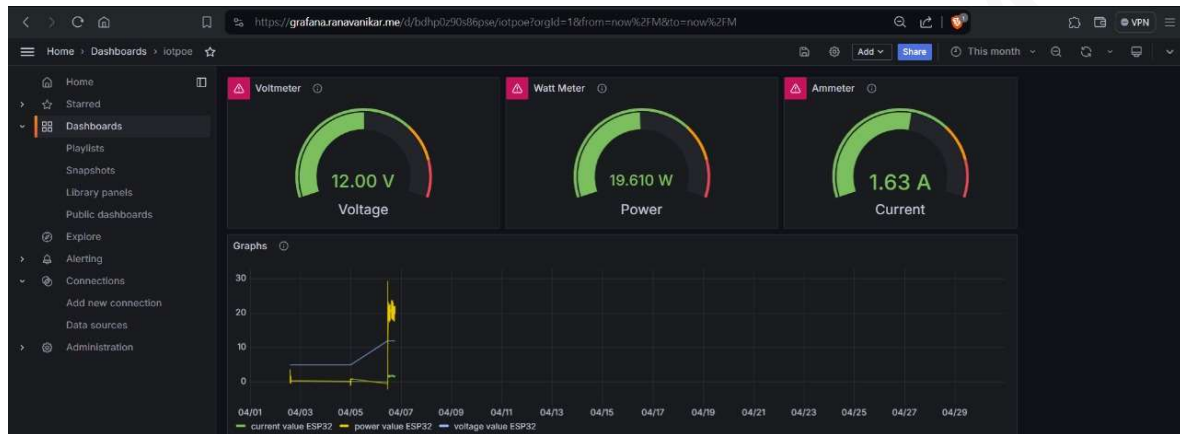 https://grafana.ranavanikar.me/d/bdhp0z90s86pse/iotpoe?orgId=1&from=now%2FM&to=now%2FM
VPN
Home › Dashboards › iotpoe
Add
Share
This month
Home
Starred
Dashboards
Playlists
Snapshots
Library panels
Public dashboards
Explore
Alerting
Connections
Add new connection
Data sources
Administration
Voltmeter
12.00 V
Voltage
Watt Meter
19.610 W
Power
Ammeter
1.63 A
Current
Graphs
30
20
10
0
04/01 04/03 04/05 04/07 04/09 04/11 04/13 04/15 04/17 04/19 04/21 04/23 04/25 04/27 04/29
current value ESP32 power value ESP32 voltage value ESP32